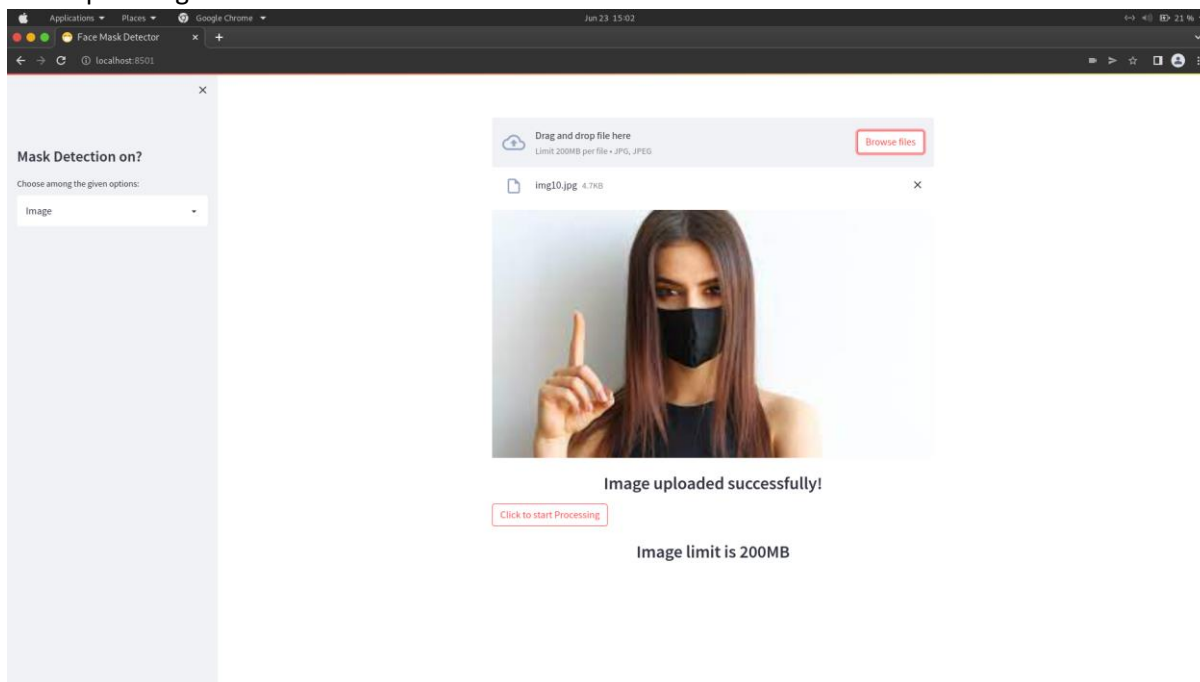 Applications Places Google Chrome Jun 23 15:02 21 %
Face Mask Detector
localhost:8501
Drag and drop file here
Limit 200MB per file • JPG, JPEG
Browse files
Mask Detection on?
Choose among the given options:
Image
img10.jpg 4.7KB
Image uploaded successfully!
Click to start Processing
Image limit is 200MB